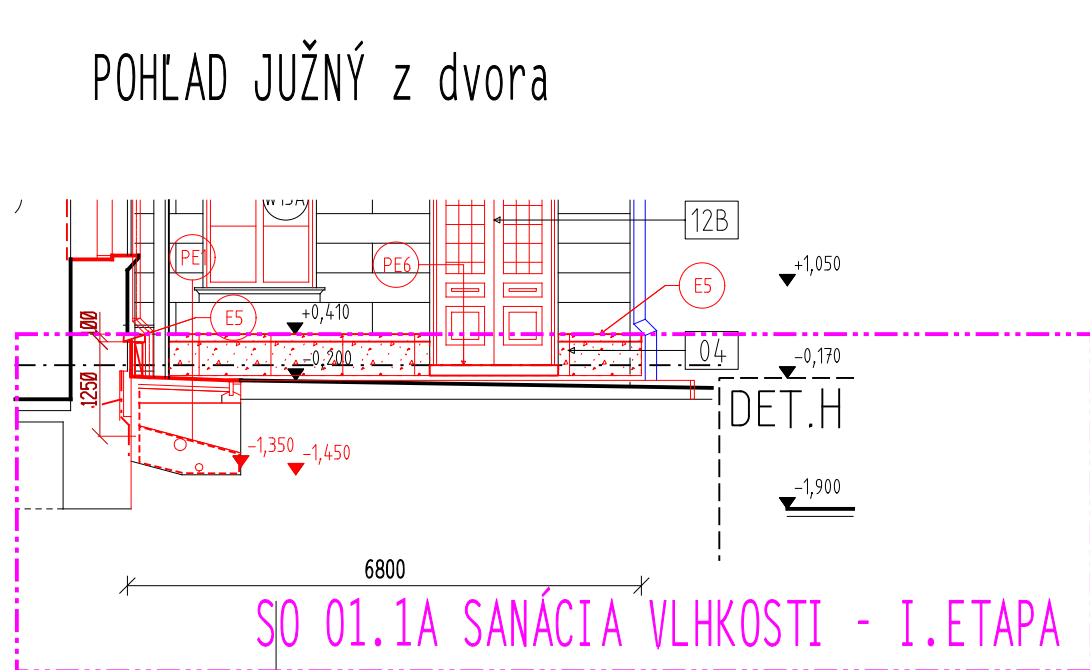 POHĽAD JUŽNÝ z dvora
W15A
12B
PE1
PE6
+1,050
E5
E5
+0,410
04
-0,200
-0,170
1250
DET.H
-1,350
-1,450
-1,900
6800
SO 01.1A SANÁCIA VLHKOSTI - I.ETAPA